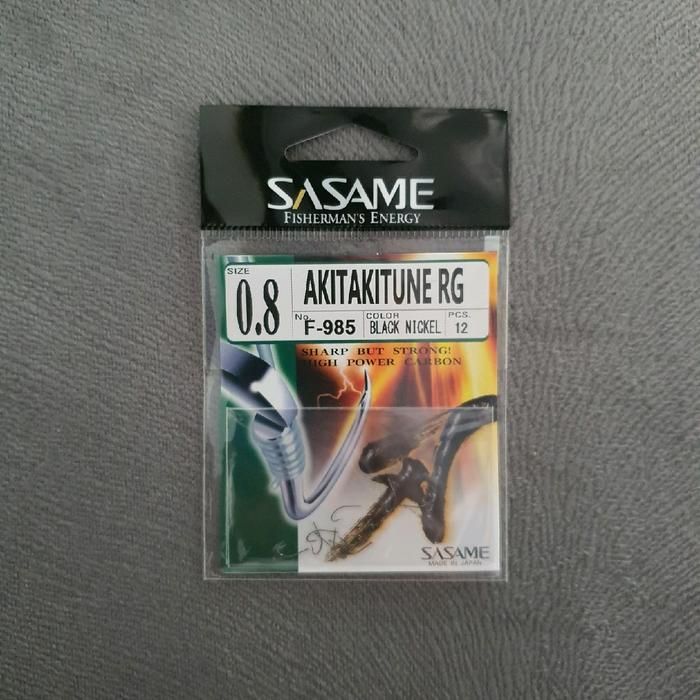 SASAME
FISHERMAN'S ENERGY
SIZE
0.8
AKITAKITUNE RG
No.
F-985
COLOR
BLACK NICKEL
PCS.
12
SHARP BUT STRONG!
HIGH POWER CARBON
SASAME
MADE IN JAPAN